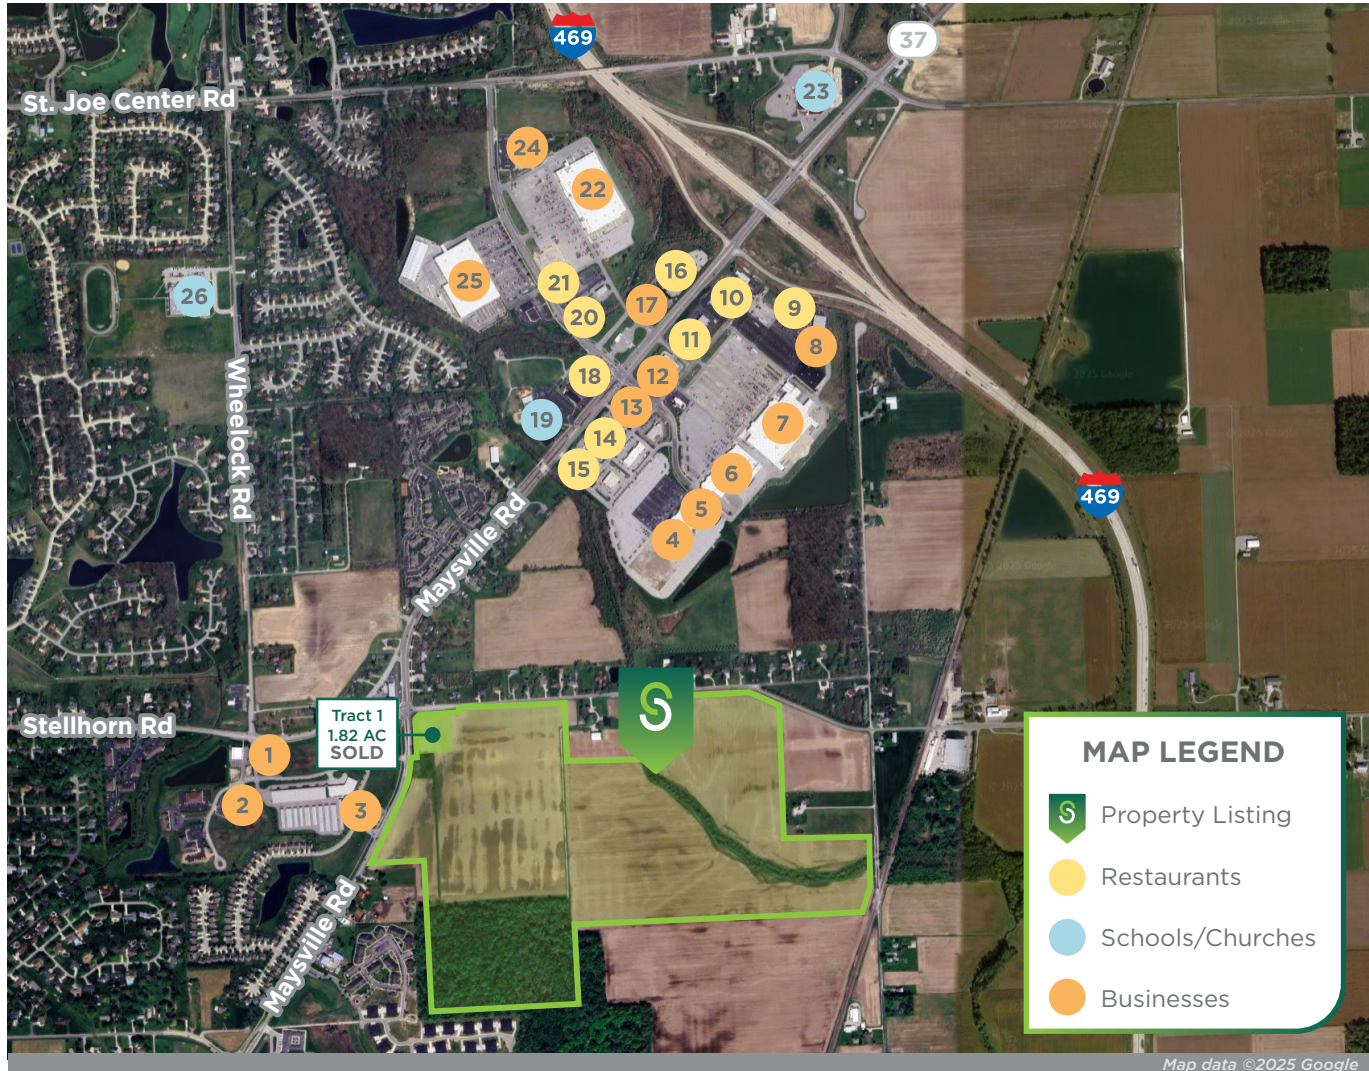 469
37
St. Joe Center Rd
23
24
22
16
25
21
26
17
10
9
20
11
8
18
12
Wheelock Rd
19
13
7
14
15
6
469
5
4
Maysville Rd
Stellhorn Rd
Tract 1
1.82 AC
SOLD
1
2
3
Maysville Rd
MAP LEGEND
Property Listing
Restaurants
Schools/Churches
Businesses
Map data ©2025 Google